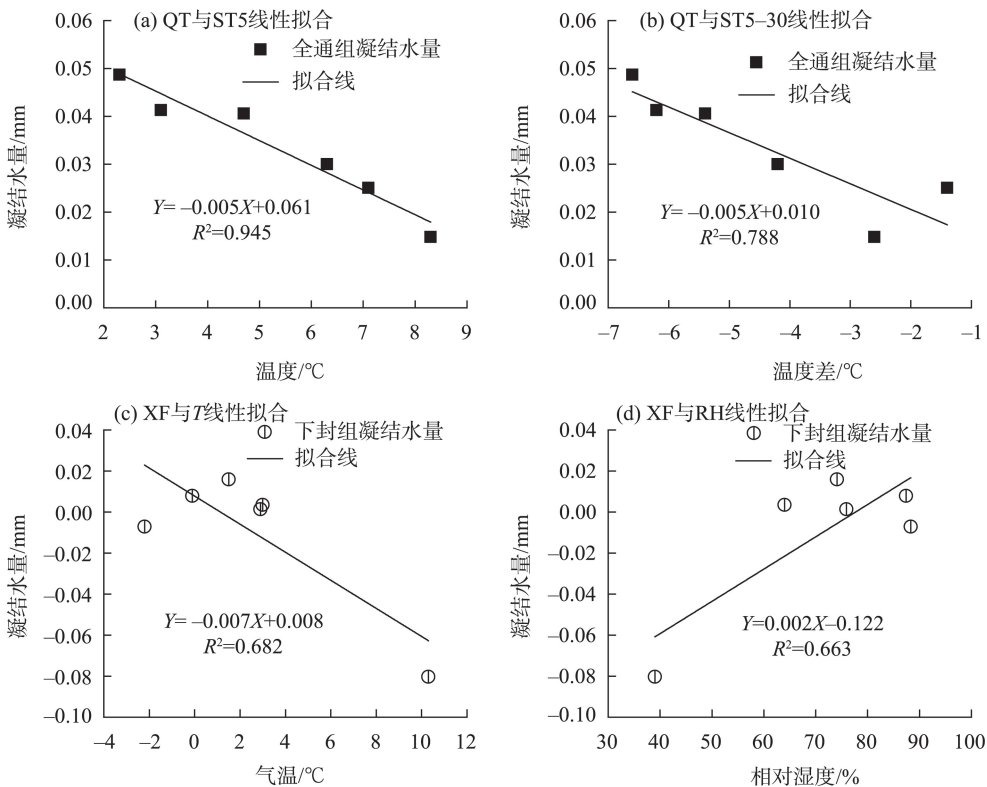 (a) QT与ST5线性拟合
全通组凝结水量
拟合线
凝结水量/mm
0.06
0.05
0.04
0.03
0.02
0.01
0.00
Y= –0.005X+0.061
R²=0.945
2 3 4 5 6 7 8 9
温度/℃
(b) QT与ST5–30线性拟合
全通组凝结水量
拟合线
凝结水量/mm
0.06
0.05
0.04
0.03
0.02
0.01
0.00
Y= –0.005X+0.010
R²=0.788
–7 –6 –5 –4 –3 –2 –1
温度差/℃
(c) XF与T线性拟合
下封组凝结水量
拟合线
凝结水量/mm
0.04
0.02
0.00
–0.02
–0.04
–0.06
–0.08
–0.10
Y= –0.007X+0.008
R²=0.682
–4 –2 0 2 4 6 8 10 12
气温/℃
(d) XF与RH线性拟合
下封组凝结水量
拟合线
凝结水量/mm
0.04
0.02
0.00
–0.02
–0.04
–0.06
–0.08
–0.10
Y=0.002X–0.122
R²=0.663
30 40 50 60 70 80 90 100
相对湿度/%